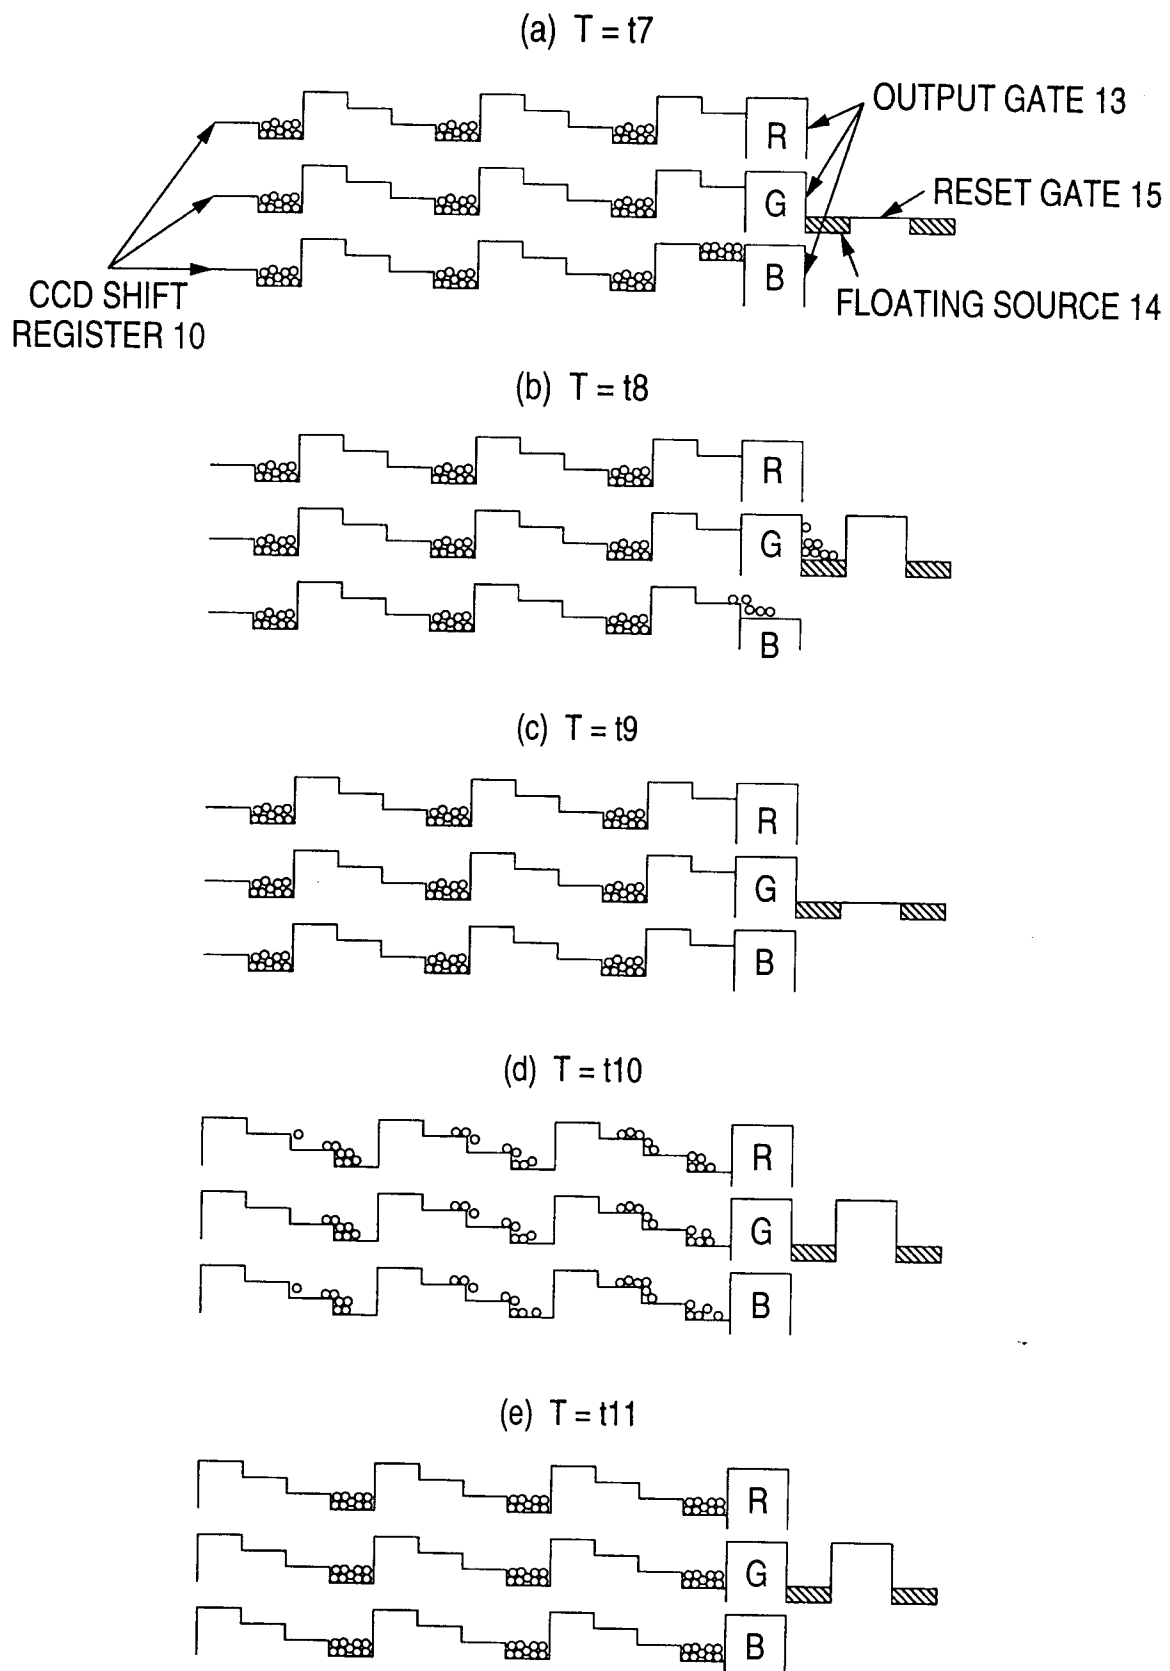 (a) T = t7
OUTPUT GATE 13
R
RESET GATE 15
G
B
FLOATING SOURCE 14
CCD SHIFT
REGISTER 10
(b) T = t8
R
G
B
(c) T = t9
R
G
B
(d) T = t10
R
G
B
(e) T = t11
R
G
B